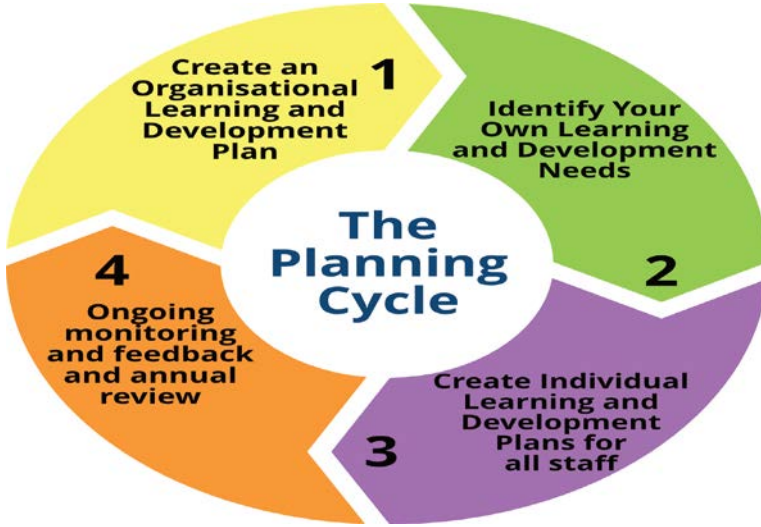 Create an
Organisational
Learning and
Development
Plan
1
Identify Your
Own Learning
and Development
Needs
2
The
Planning
Cycle
Create Individual
Learning and
Development
Plans for
all staff
3
4
Ongoing
monitoring
and feedback
and annual
review